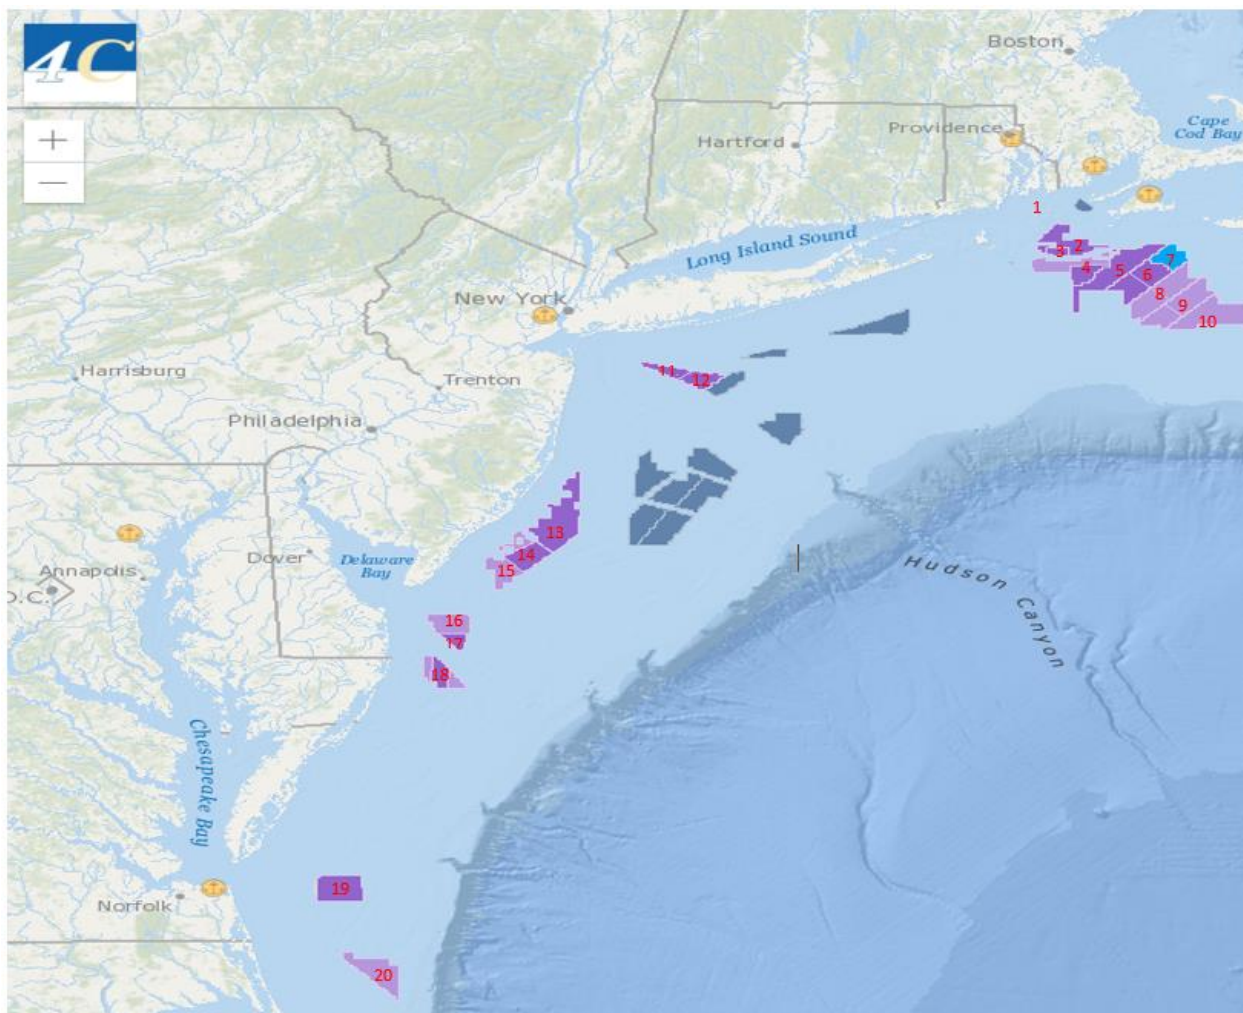 4C
+
−
Boston
Cape
Cod Bay
Providence
Hartford
1
Long Island Sound
2
3
4
5
6
7
8
9
10
New York
11
12
Harrisburg
Trenton
Philadelphia
13
14
15
Dover
Delaware
Bay
Annapolis
D.C.
Hudson Canyon
16
17
18
Chesapeake Bay
19
Norfolk
20